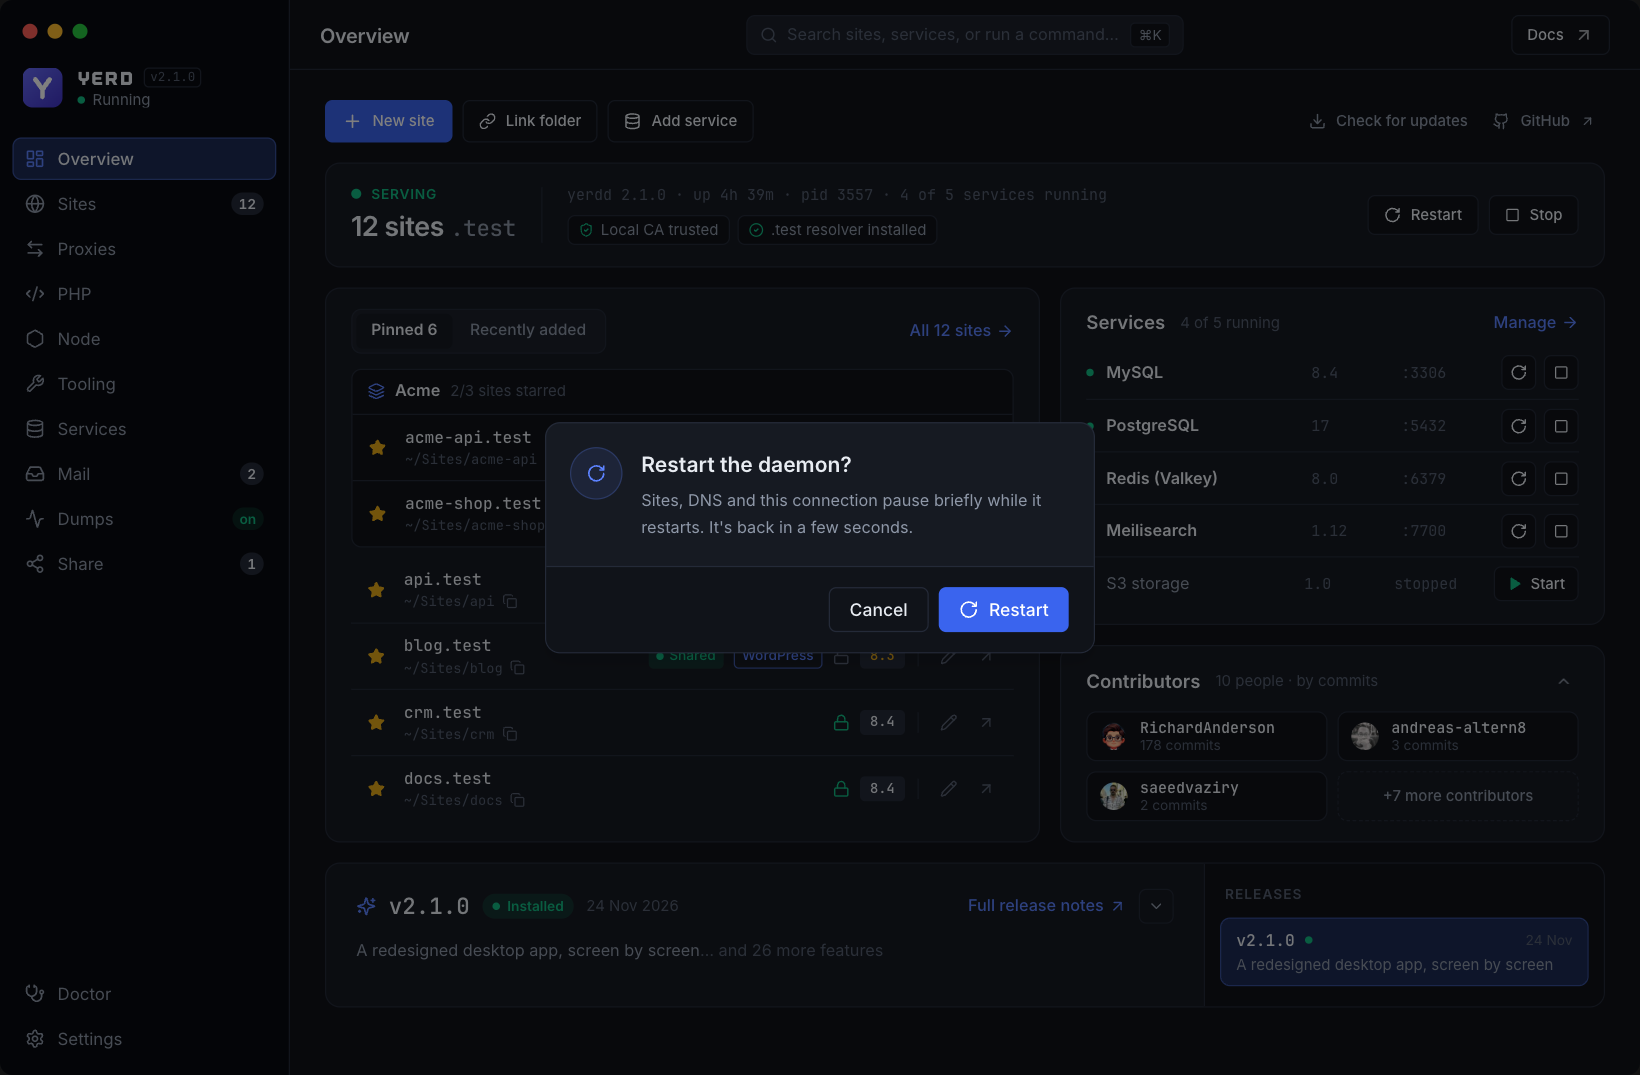 YERD v2.1.0
Running
Overview
Sites 12
Proxies
PHP
Node
Tooling
Services
Mail 2
Dumps on
Share 1
Doctor
Settings
Overview
Search sites, services, or run a command... ⌘K
Docs
New site
Link folder
Add service
Check for updates
GitHub
SERVING
12 sites .test
yerdd 2.1.0 · up 4h 39m · pid 3557 · 4 of 5 services running
Local CA trusted
.test resolver installed
Restart
Stop
Pinned 6
Recently added
All 12 sites
Acme 2/3 sites starred
acme-api.test
~/Sites/acme-api
acme-shop.test
~/Sites/acme-shop
api.test
~/Sites/api
blog.test
~/Sites/blog
Shared WordPress 8.3
crm.test
~/Sites/crm
8.4
docs.test
~/Sites/docs
8.4
Services 4 of 5 running
Manage
MySQL 8.4 :3306
PostgreSQL 17 :5432
Redis (Valkey) 8.0 :6379
Meilisearch 1.12 :7700
S3 storage 1.0 stopped Start
Contributors 10 people · by commits
RichardAnderson
178 commits
andreas-altern8
3 commits
saeedvaziry
2 commits
+7 more contributors
v2.1.0 Installed 24 Nov 2026
Full release notes
A redesigned desktop app, screen by screen... and 26 more features
RELEASES
v2.1.0 24 Nov
A redesigned desktop app, screen by screen
Restart the daemon?
Sites, DNS and this connection pause briefly while it
restarts. It's back in a few seconds.
Cancel
Restart